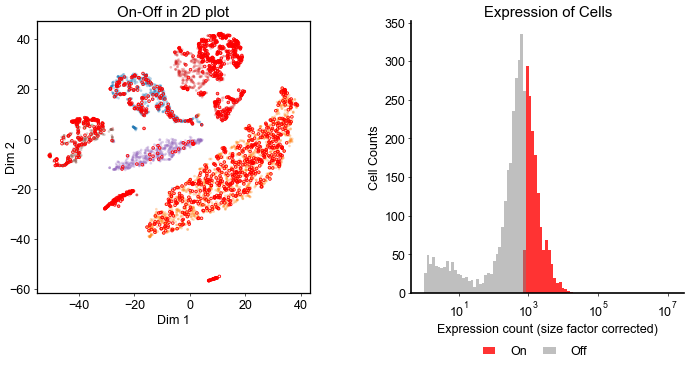 On-Off in 2D plot
40
20
0
−20
−40
−60
Dim 2
−40
−20
0
20
40
Dim 1
Expression of Cells
350
300
250
200
150
100
50
0
Cell Counts
10^1
10^3
10^5
10^7
Expression count (size factor corrected)
On
Off